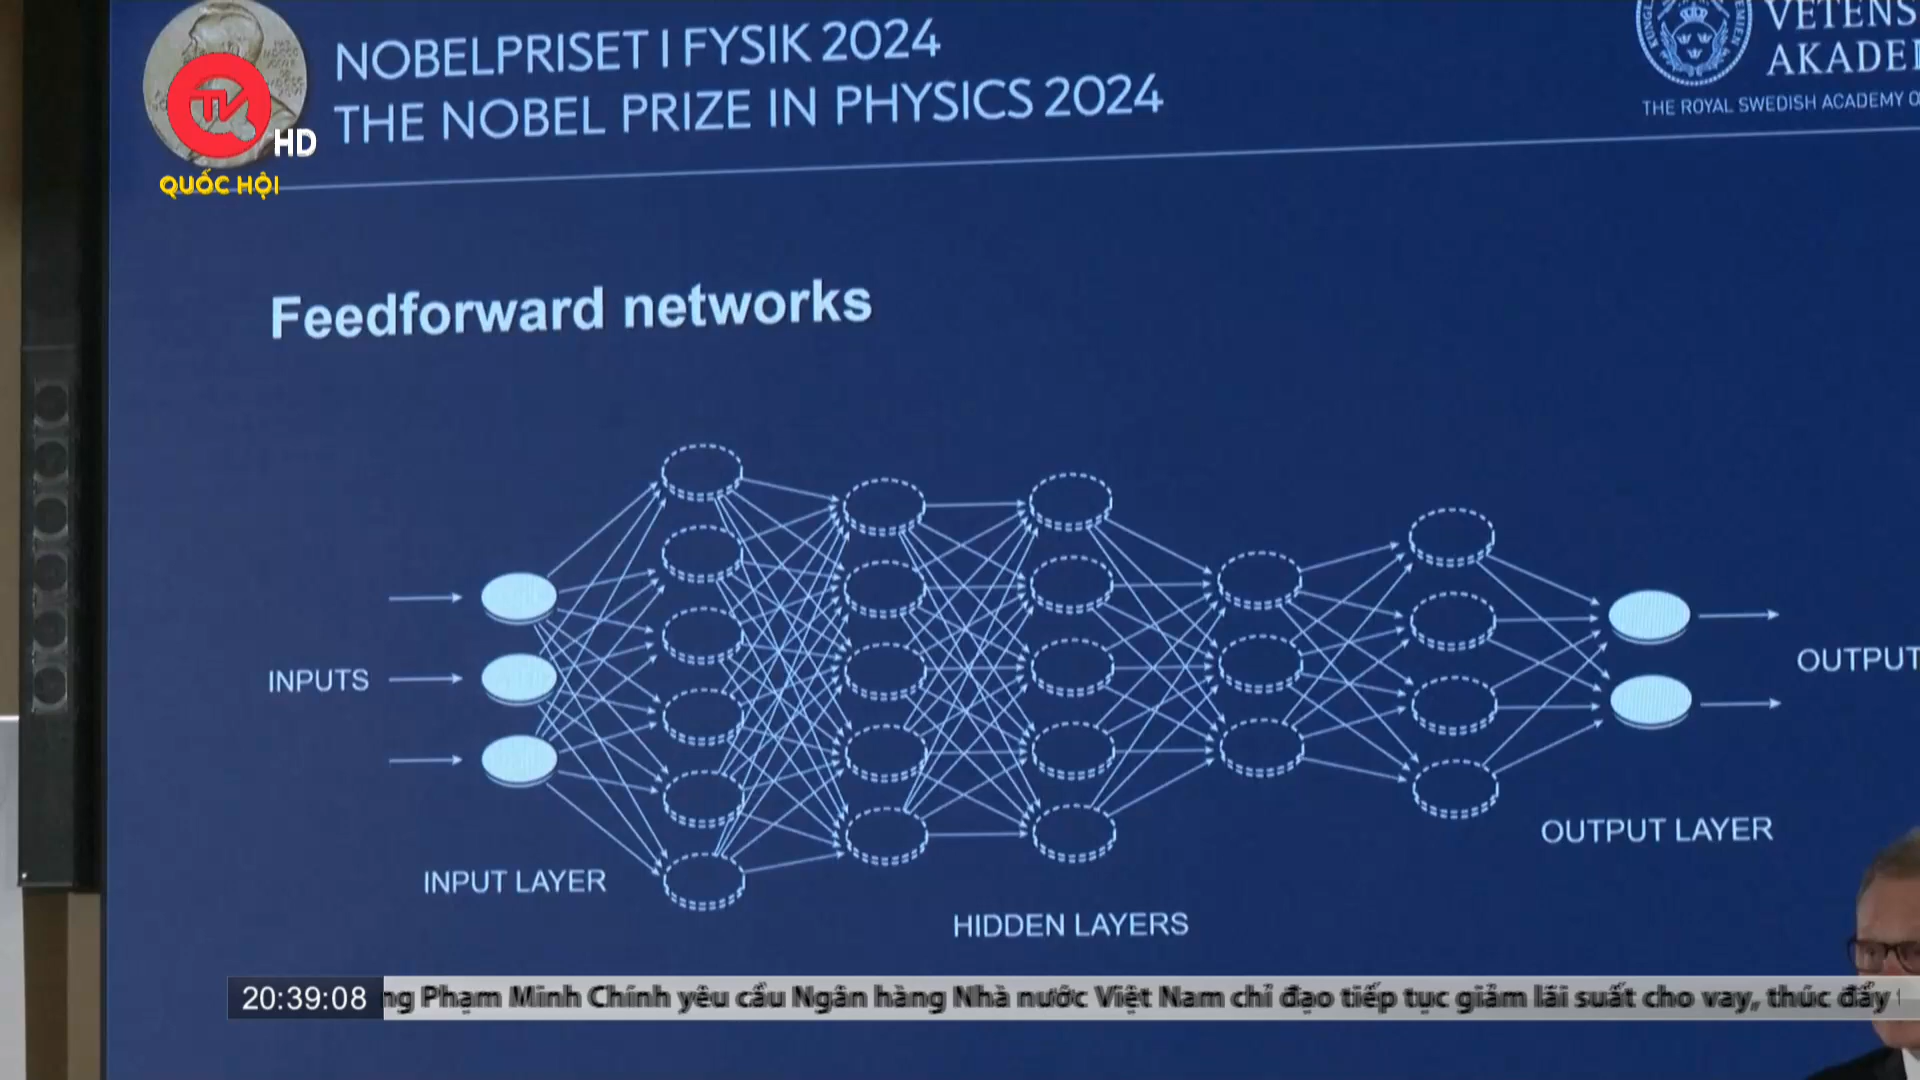 NOBELPRISET I FYSIK 2024
THE NOBEL PRIZE IN PHYSICS 2024
VETENS
AKADE
THE ROYAL SWEDISH ACADEMY O
TV
HD
QUỐC HỘI
Feedforward networks
INPUTS
OUTPUT
INPUT LAYER
OUTPUT LAYER
HIDDEN LAYERS
20:39:08
ng Phạm Minh Chính yêu cầu Ngân hàng Nhà nước Việt Nam chỉ đạo tiếp tục giảm lãi suất cho vay, thúc đẩy